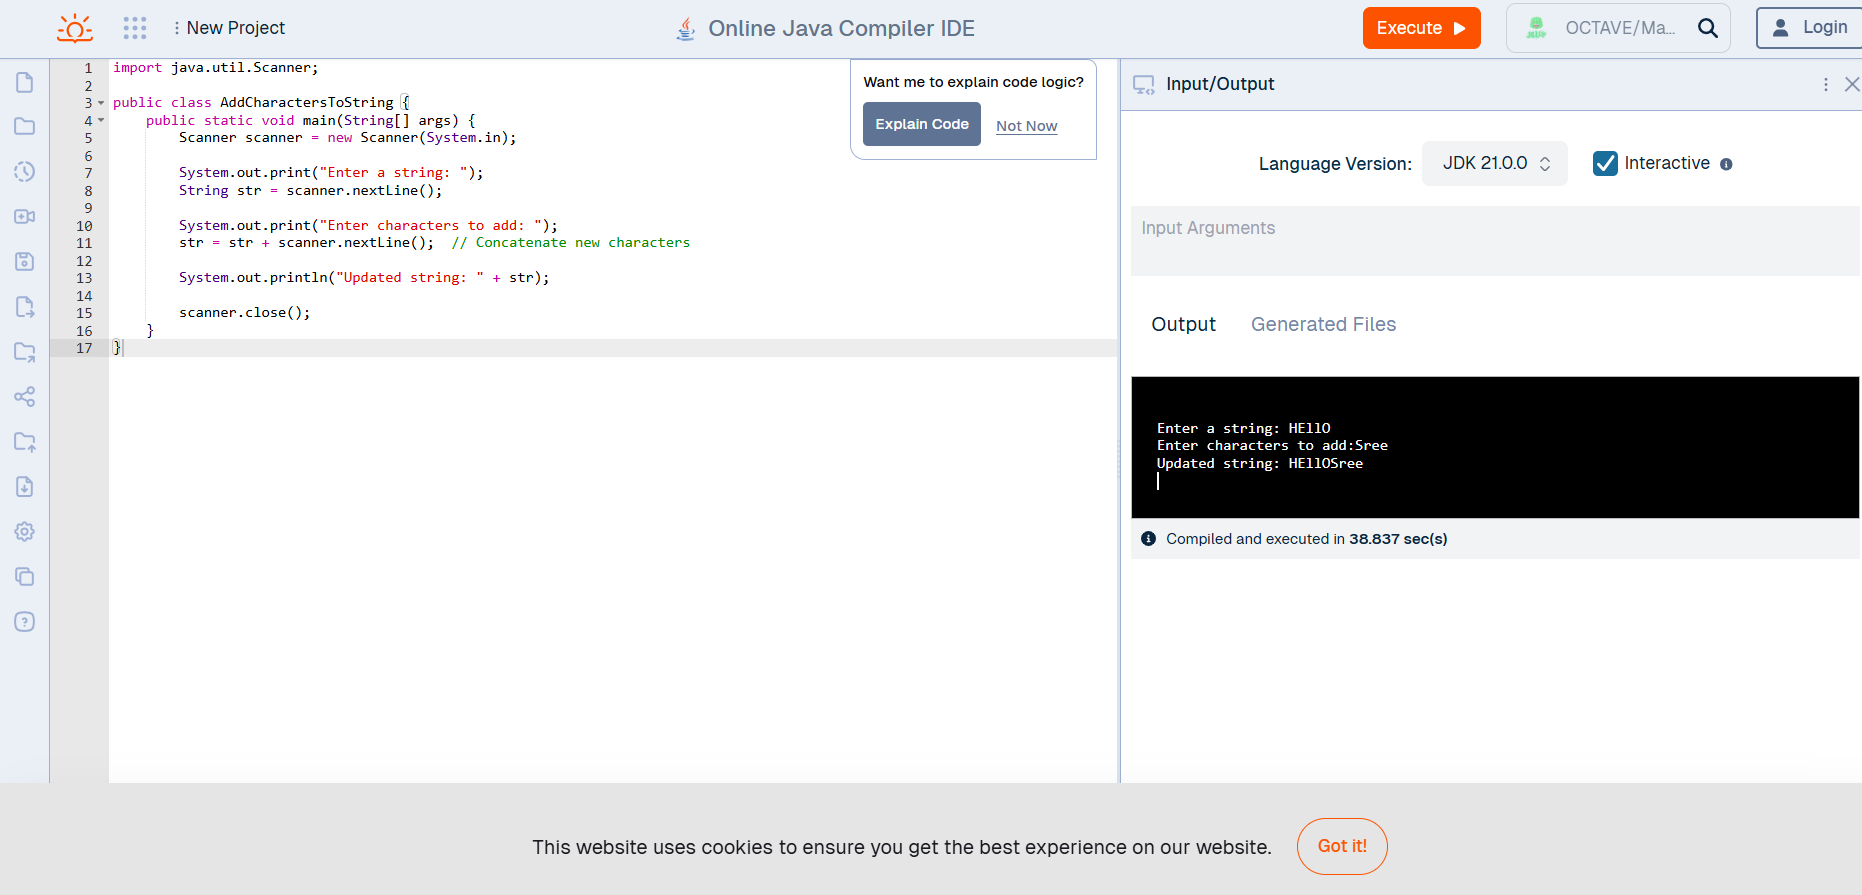 New Project
Online Java Compiler IDE
Execute
OCTAVE/Ma...
Login
1 import java.util.Scanner;
2
3 public class AddCharactersToString {
4     public static void main(String[] args) {
5         Scanner scanner = new Scanner(System.in);
6
7         System.out.print("Enter a string: ");
8         String str = scanner.nextLine();
9
10         System.out.print("Enter characters to add: ");
11         str = str + scanner.nextLine();  // Concatenate new characters
12
13         System.out.println("Updated string: " + str);
14
15         scanner.close();
16     }
17 }
Want me to explain code logic?
Explain Code
Not Now
Input/Output
Language Version:
JDK 21.0.0
Interactive
Input Arguments
Output
Generated Files
Enter a string: HEllO
Enter characters to add:Sree
Updated string: HEllOSree
Compiled and executed in 38.837 sec(s)
This website uses cookies to ensure you get the best experience on our website.
Got it!